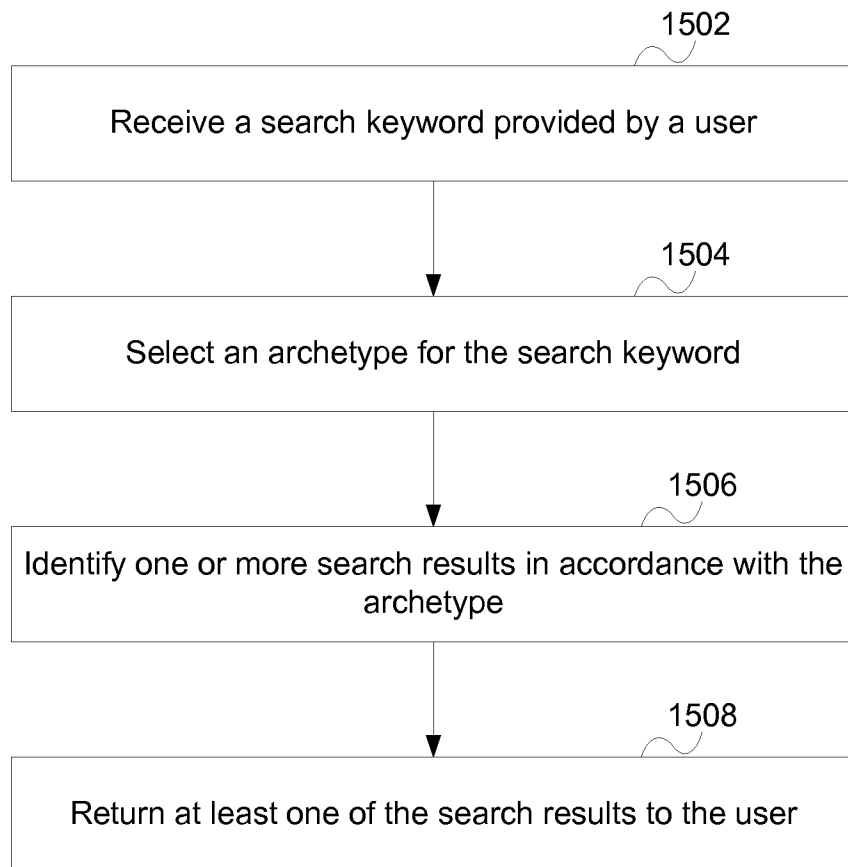 1502
Receive a search keyword provided by a user
1504
Select an archetype for the search keyword
1506
Identify one or more search results in accordance with the
archetype
1508
Return at least one of the search results to the user